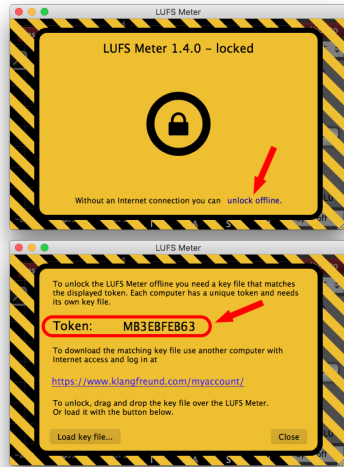 LUFS Meter
LUFS Meter 1.4.0 – locked
Without an Internet connection you can unlock offline.
LU
off
LUFS Meter
To unlock the LUFS Meter offline you need a key file that matches
the displayed token. Each computer has a unique token and needs
its own key file.
Token: MB3EBFEB63
To download the matching key file use another computer with
Internet access and log in at
https://www.klangfreund.com/myaccount/
To unlock, drag and drop the key file over the LUFS Meter.
Or load it with the button below.
Load key file... Close
LU
off